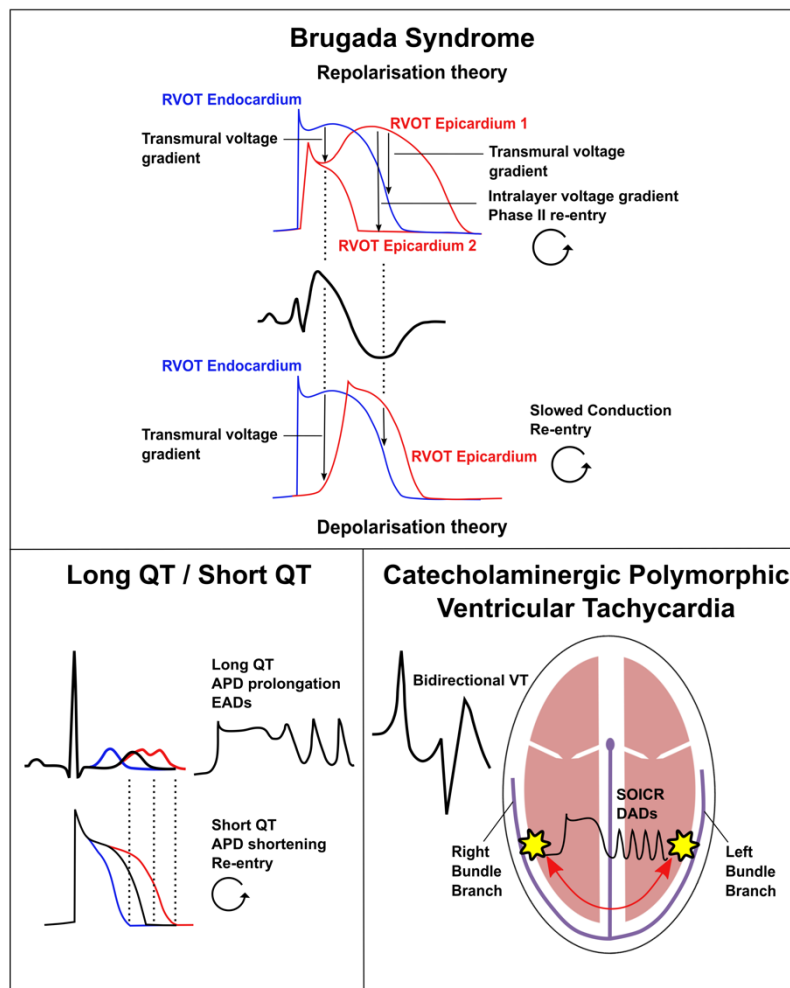 Brugada Syndrome
Repolarisation theory
RVOT Endocardium
RVOT Epicardium 1
Transmural voltage
gradient
Transmural voltage
gradient
Intralayer voltage gradient
Phase II re-entry
RVOT Epicardium 2
RVOT Endocardium
Slowed Conduction
Re-entry
Transmural voltage
gradient
RVOT Epicardium
Depolarisation theory
Long QT / Short QT
Long QT
APD prolongation
EADs
Short QT
APD shortening
Re-entry
Catecholaminergic Polymorphic
Ventricular Tachycardia
Bidirectional VT
SOICR
DADs
Right
Bundle
Branch
Left
Bundle
Branch